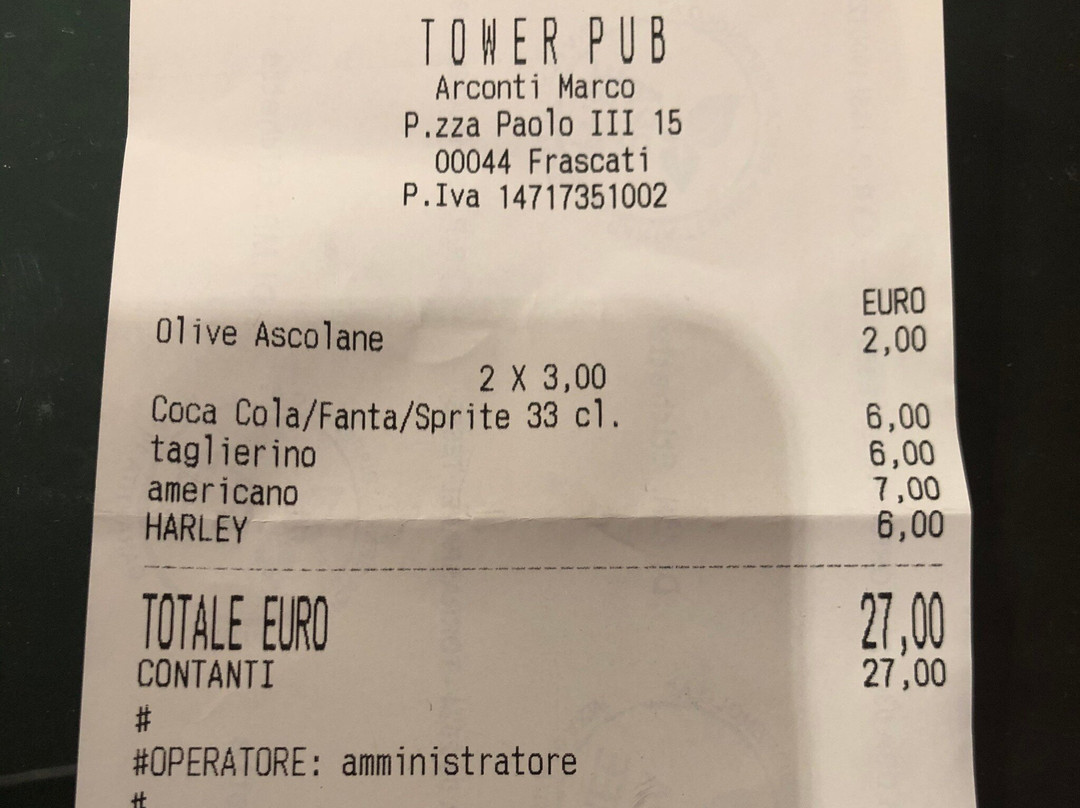 TOWER PUB
Arconti Marco
P.zza Paolo III 15
00044 Frascati
P.Iva 14717351002
EURO
Olive Ascolane 2,00
2 X 3,00
Coca Cola/Fanta/Sprite 33 cl. 6,00
taglierino 6,00
americano 7,00
HARLEY 6,00
TOTALE EURO 27,00
CONTANTI 27,00
#
#OPERATORE: amministratore
#